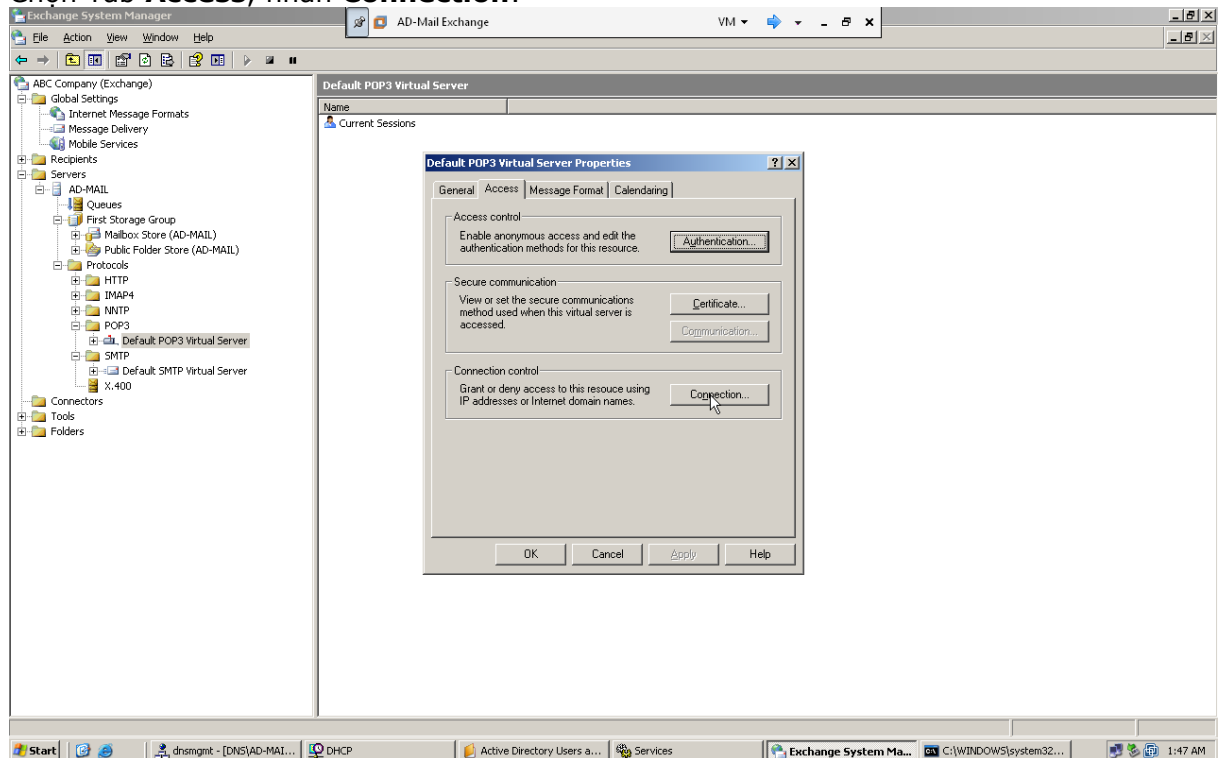 Chọn Tab Access, nhấn Connection:
Exchange System Manager
AD-Mail Exchange
VM
File Action View Window Help
ABC Company (Exchange)
Global Settings
Internet Message Formats
Message Delivery
Mobile Services
Recipients
Servers
AD-MAIL
Queues
First Storage Group
Mailbox Store (AD-MAIL)
Public Folder Store (AD-MAIL)
Protocols
HTTP
IMAP4
NNTP
POP3
Default POP3 Virtual Server
SMTP
Default SMTP Virtual Server
X.400
Connectors
Tools
Folders
Default POP3 Virtual Server
Name
Current Sessions
Default POP3 Virtual Server Properties
General Access Message Format Calendaring
Access control
Enable anonymous access and edit the
authentication methods for this resource.
Authentication...
Secure communication
View or set the secure communications
method used when this virtual server is
accessed.
Certificate...
Communication...
Connection control
Grant or deny access to this resouce using
IP addresses or Internet domain names.
Connection...
OK Cancel Apply Help
Start dnsmgmt - [DNS\AD-MAI... DHCP Active Directory Users a... Services Exchange System Ma... C:\WINDOWS\system32... 1:47 AM